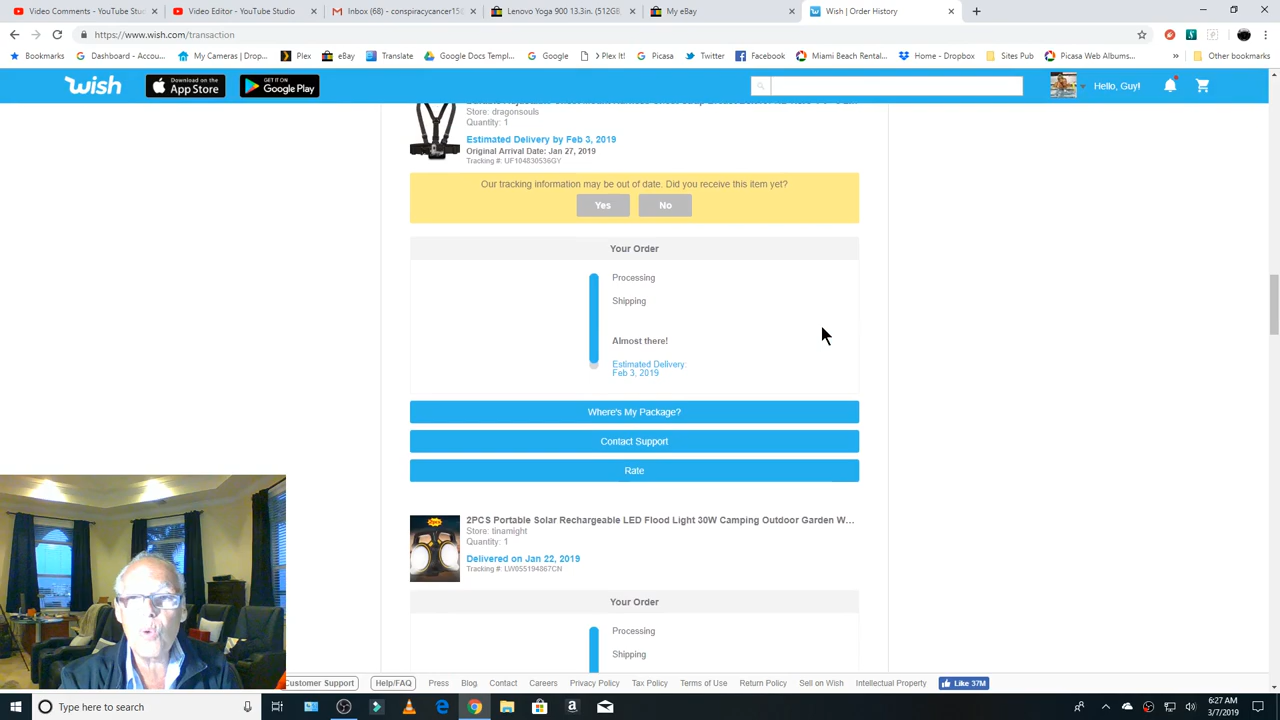 Video Comments - YouTube Stud
Video Editor - YouTube Studio
Inbox (68) - conspiracycancer159
Lenovo Yoga 900 13.3in. (512GB
My eBay
Wish | Order History
https://www.wish.com/transaction
Bookmarks
Dashboard - Accou...
My Cameras | Drop...
Plex
eBay
Translate
Google Docs Templ...
Google
> Plex It!
Picasa
Twitter
Facebook
Miami Beach Rental...
Home - Dropbox
Sites Pub
Picasa Web Albums...
Other bookmarks
wish
Download on the
App Store
GET IT ON
Google Play
Hello, Guy!
Store: dragonsouls
Quantity: 1
Estimated Delivery by Feb 3, 2019
Original Arrival Date: Jan 27, 2019
Tracking #: UF104830536GY
Our tracking information may be out of date. Did you receive this item yet?
Yes
No
Your Order
Processing
Shipping
Almost there!
Estimated Delivery:
Feb 3, 2019
Where's My Package?
Contact Support
Rate
2PCS Portable Solar Rechargeable LED Flood Light 30W Camping Outdoor Garden W...
Store: tinamight
Quantity: 1
Delivered on Jan 22, 2019
Tracking #: LW055194867CN
Your Order
Processing
Shipping
Customer Support
Help/FAQ
Press
Blog
Contact
Careers
Privacy Policy
Tax Policy
Terms of Use
Return Policy
Sell on Wish
Intellectual Property
Like 37M
Type here to search
6:27 AM
3/7/2019